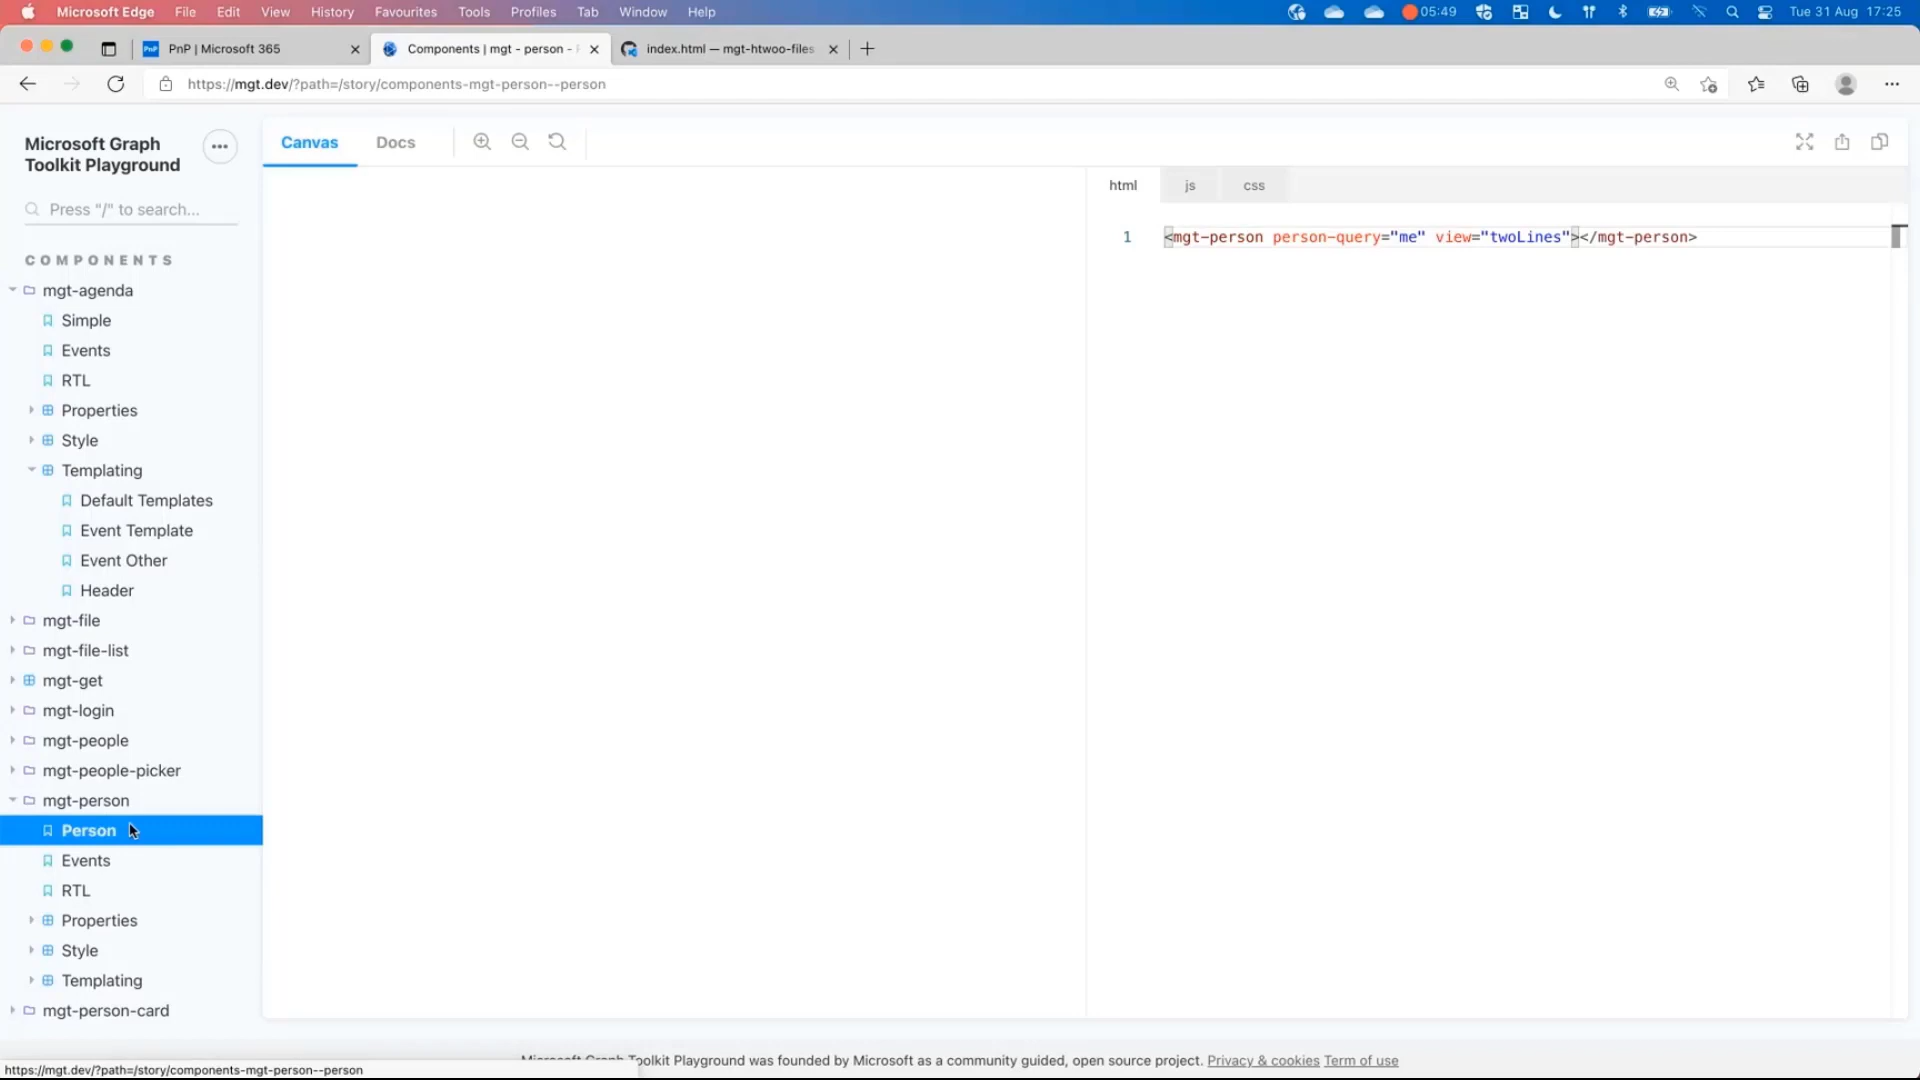 Microsoft Edge File Edit View History Favourites Tools Profiles Tab Window Help 05:49 Tue 31 Aug 17:25
PnP PnP | Microsoft 365 Components | mgt - person - index.html — mgt-htwoo-files
https://mgt.dev/?path=/story/components-mgt-person--person
Microsoft Graph
Toolkit Playground
Canvas Docs
Press "/" to search...
html js css
1 <mgt-person person-query="me" view="twoLines"></mgt-person>
COMPONENTS
mgt-agenda
Simple
Events
RTL
Properties
Style
Templating
Default Templates
Event Template
Event Other
Header
mgt-file
mgt-file-list
mgt-get
mgt-login
mgt-people
mgt-people-picker
mgt-person
Person
Events
RTL
Properties
Style
Templating
mgt-person-card
Microsoft Graph Toolkit Playground was founded by Microsoft as a community guided, open source project. Privacy & cookies Term of use
https://mgt.dev/?path=/story/components-mgt-person--person